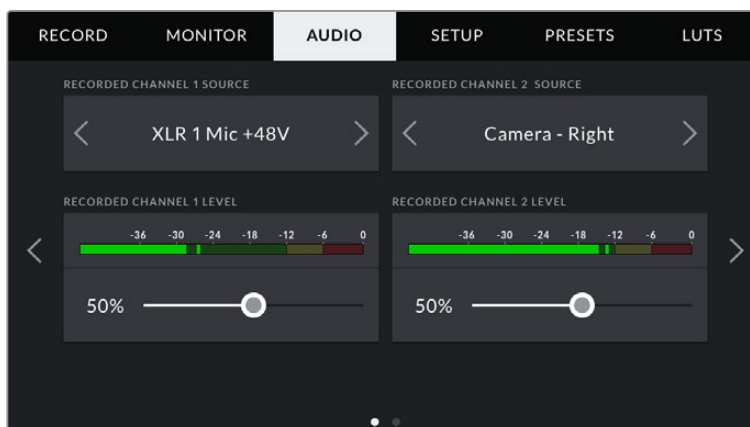 RECORD MONITOR AUDIO SETUP PRESETS LUTS
RECORDED CHANNEL 1 SOURCE RECORDED CHANNEL 2 SOURCE
XLR 1 Mic +48V Camera - Right
RECORDED CHANNEL 1 LEVEL RECORDED CHANNEL 2 LEVEL
-36 -30 -24 -18 -12 -6 0 -36 -30 -24 -18 -12 -6 0
50% 50%